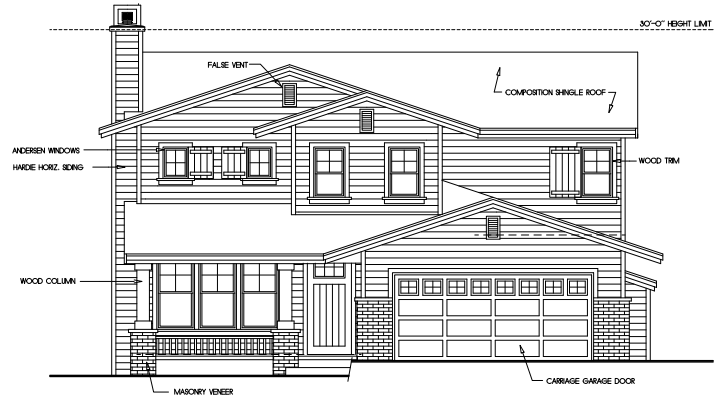 30'-0" HEIGHT LIMIT
FALSE VENT
COMPOSITION SHINGLE ROOF
ANDERSEN WINDOWS
HARDIE HORIZ. SIDING
WOOD TRIM
WOOD COLUMN
MASONRY VENEER
CARRIAGE GARAGE DOOR